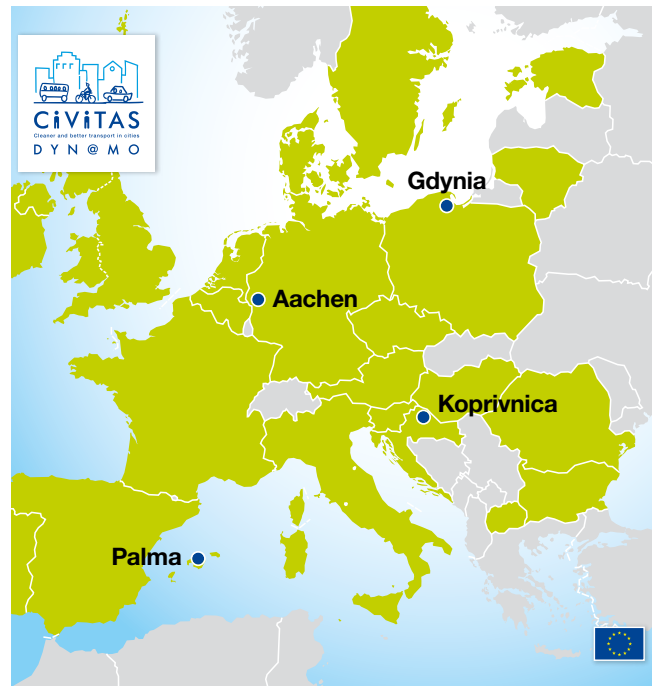 CiViTAS
Cleaner and better transport in cities
DYN@MO
Gdynia
Aachen
Koprivnica
Palma